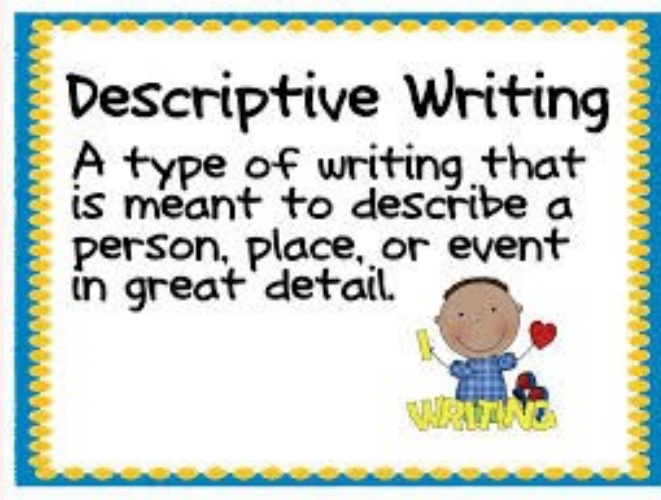 Descriptive Writing
A type of writing that
is meant to describe a
person, place, or event
in great detail.
I
WRITING